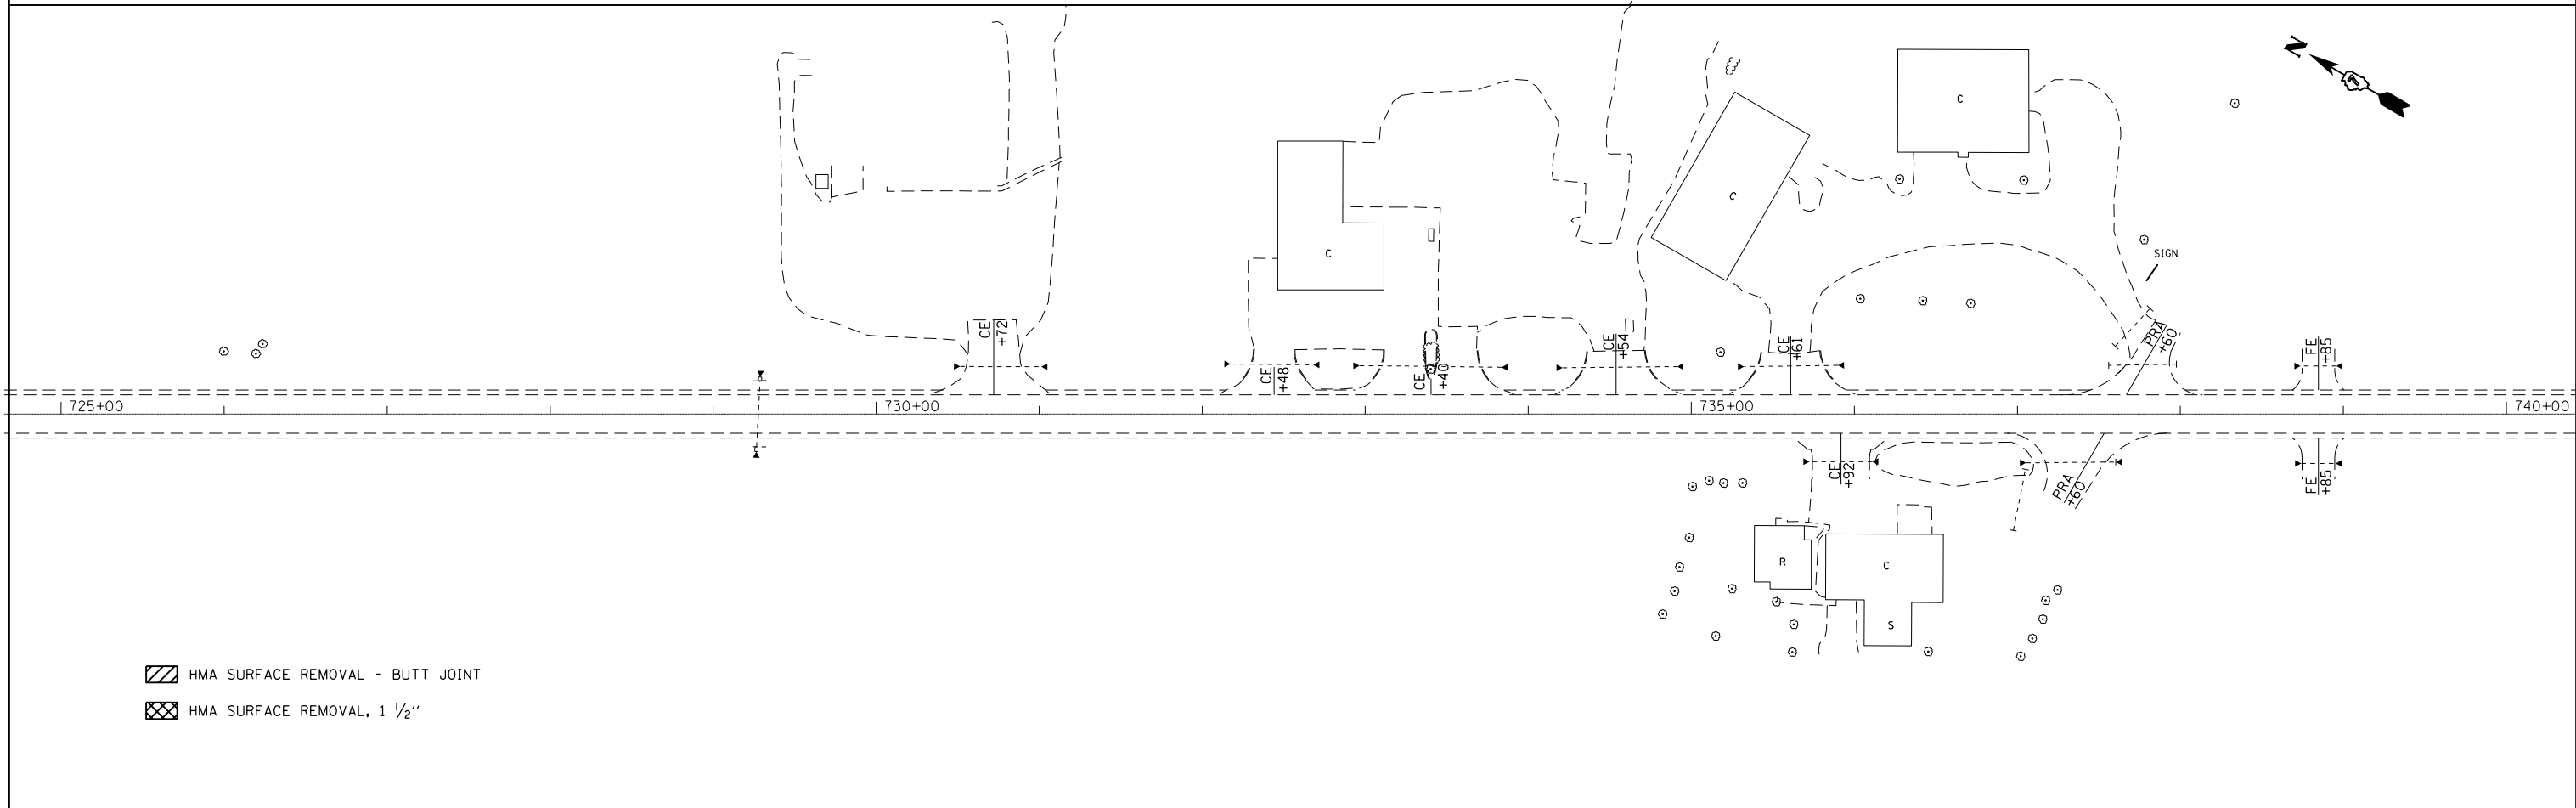 N
C
C
C
SIGN
CE
+72
CE
+48
CE
+40
CE
+54
CE
+61
PRA
+60
FE
+85
725+00
730+00
735+00
740+00
CE
+92
PRA
+60
FE
+85
R
C
S
HMA SURFACE REMOVAL - BUTT JOINT
HMA SURFACE REMOVAL, 1 1/2"